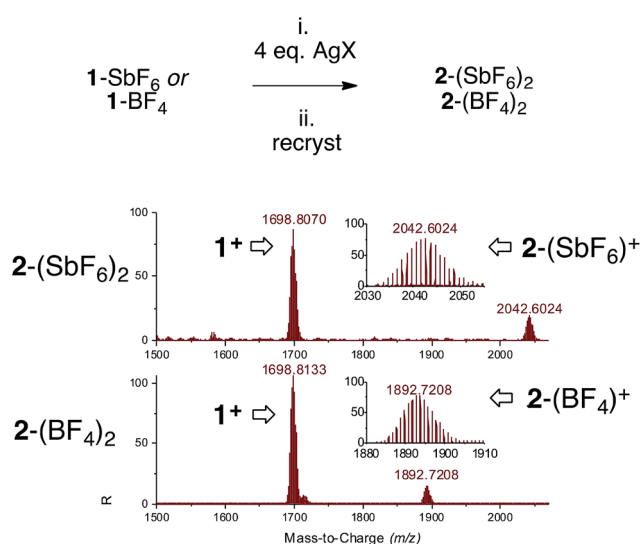 i.
4 eq. AgX
1-SbF6 or
1-BF4
2-(SbF6)2
2-(BF4)2
ii.
recryst
2-(SbF6)2
100
50
0
1698.8070
1+
2042.6024
100
50
0
2030
2040
2050
2-(SbF6)+
2042.6024
1500 1600 1700 1800 1900 2000
2-(BF4)2
100
50
0
R
1698.8133
1+
1892.7208
100
50
0
1880 1890 1900 1910
2-(BF4)+
1892.7208
1500 1600 1700 1800 1900 2000
Mass-to-Charge (m/z)